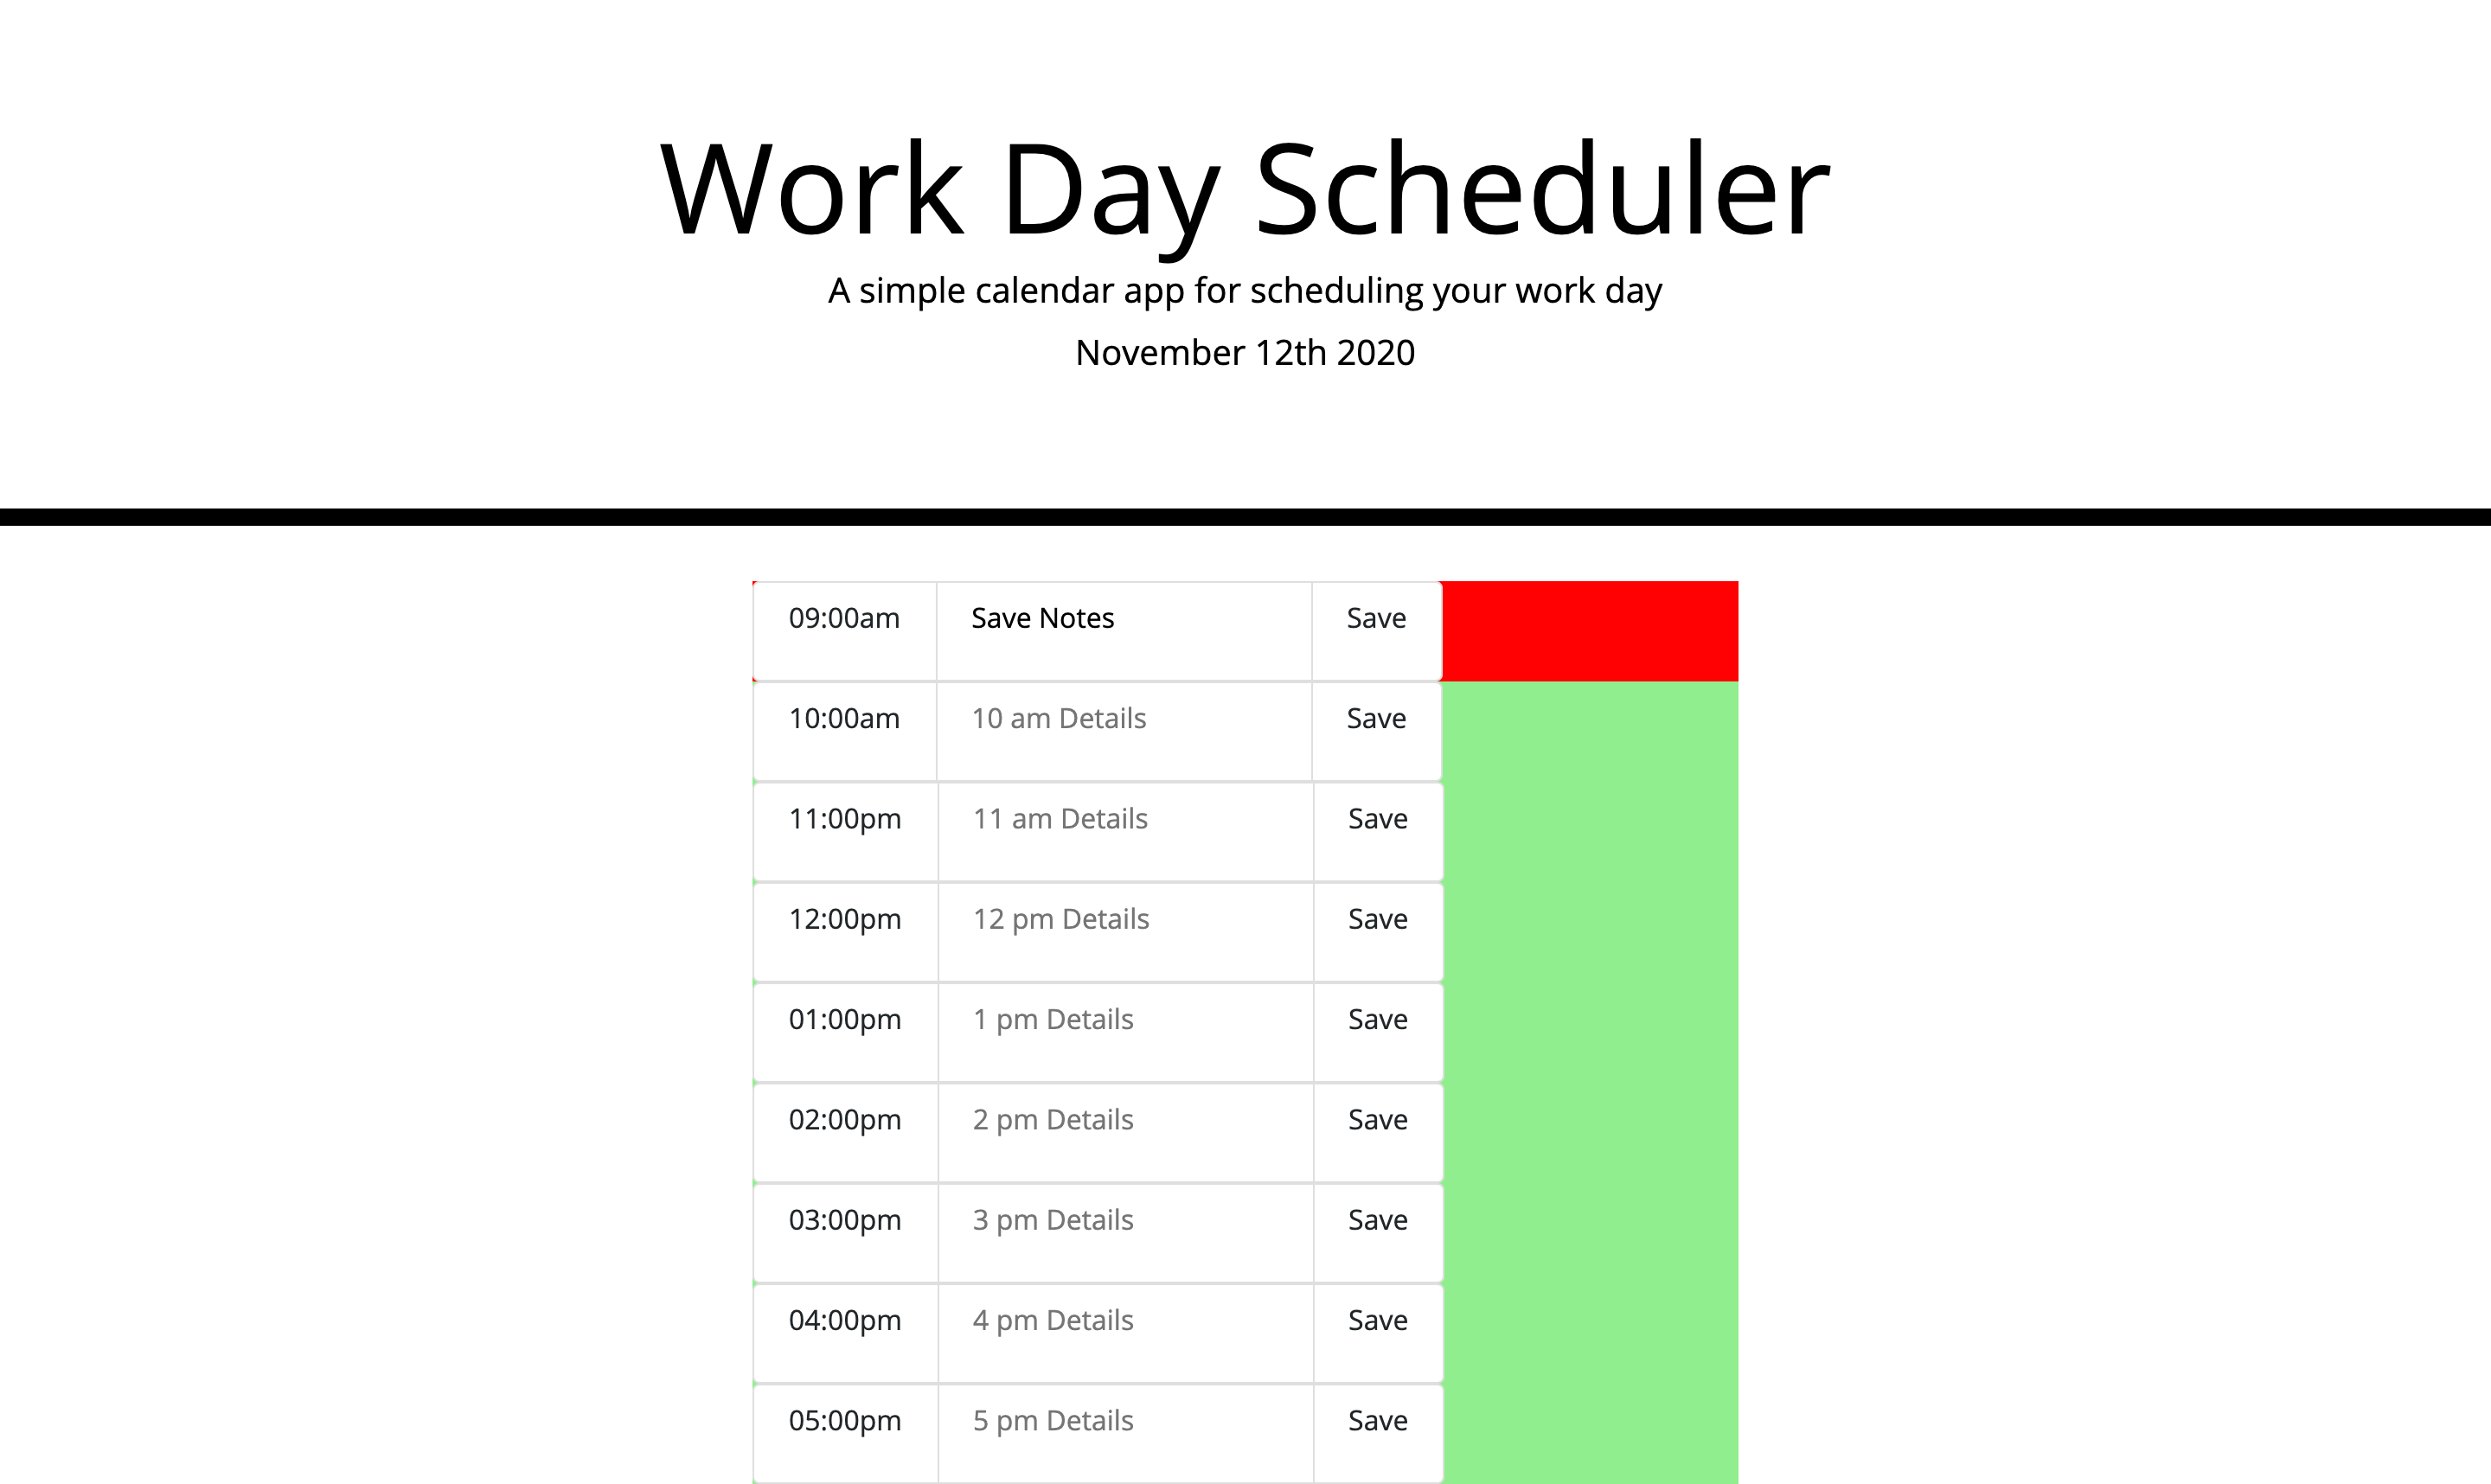 Work Day Scheduler
A simple calendar app for scheduling your work day
November 12th 2020
09:00am Save Notes Save
10:00am 10 am Details Save
11:00pm 11 am Details Save
12:00pm 12 pm Details Save
01:00pm 1 pm Details Save
02:00pm 2 pm Details Save
03:00pm 3 pm Details Save
04:00pm 4 pm Details Save
05:00pm 5 pm Details Save